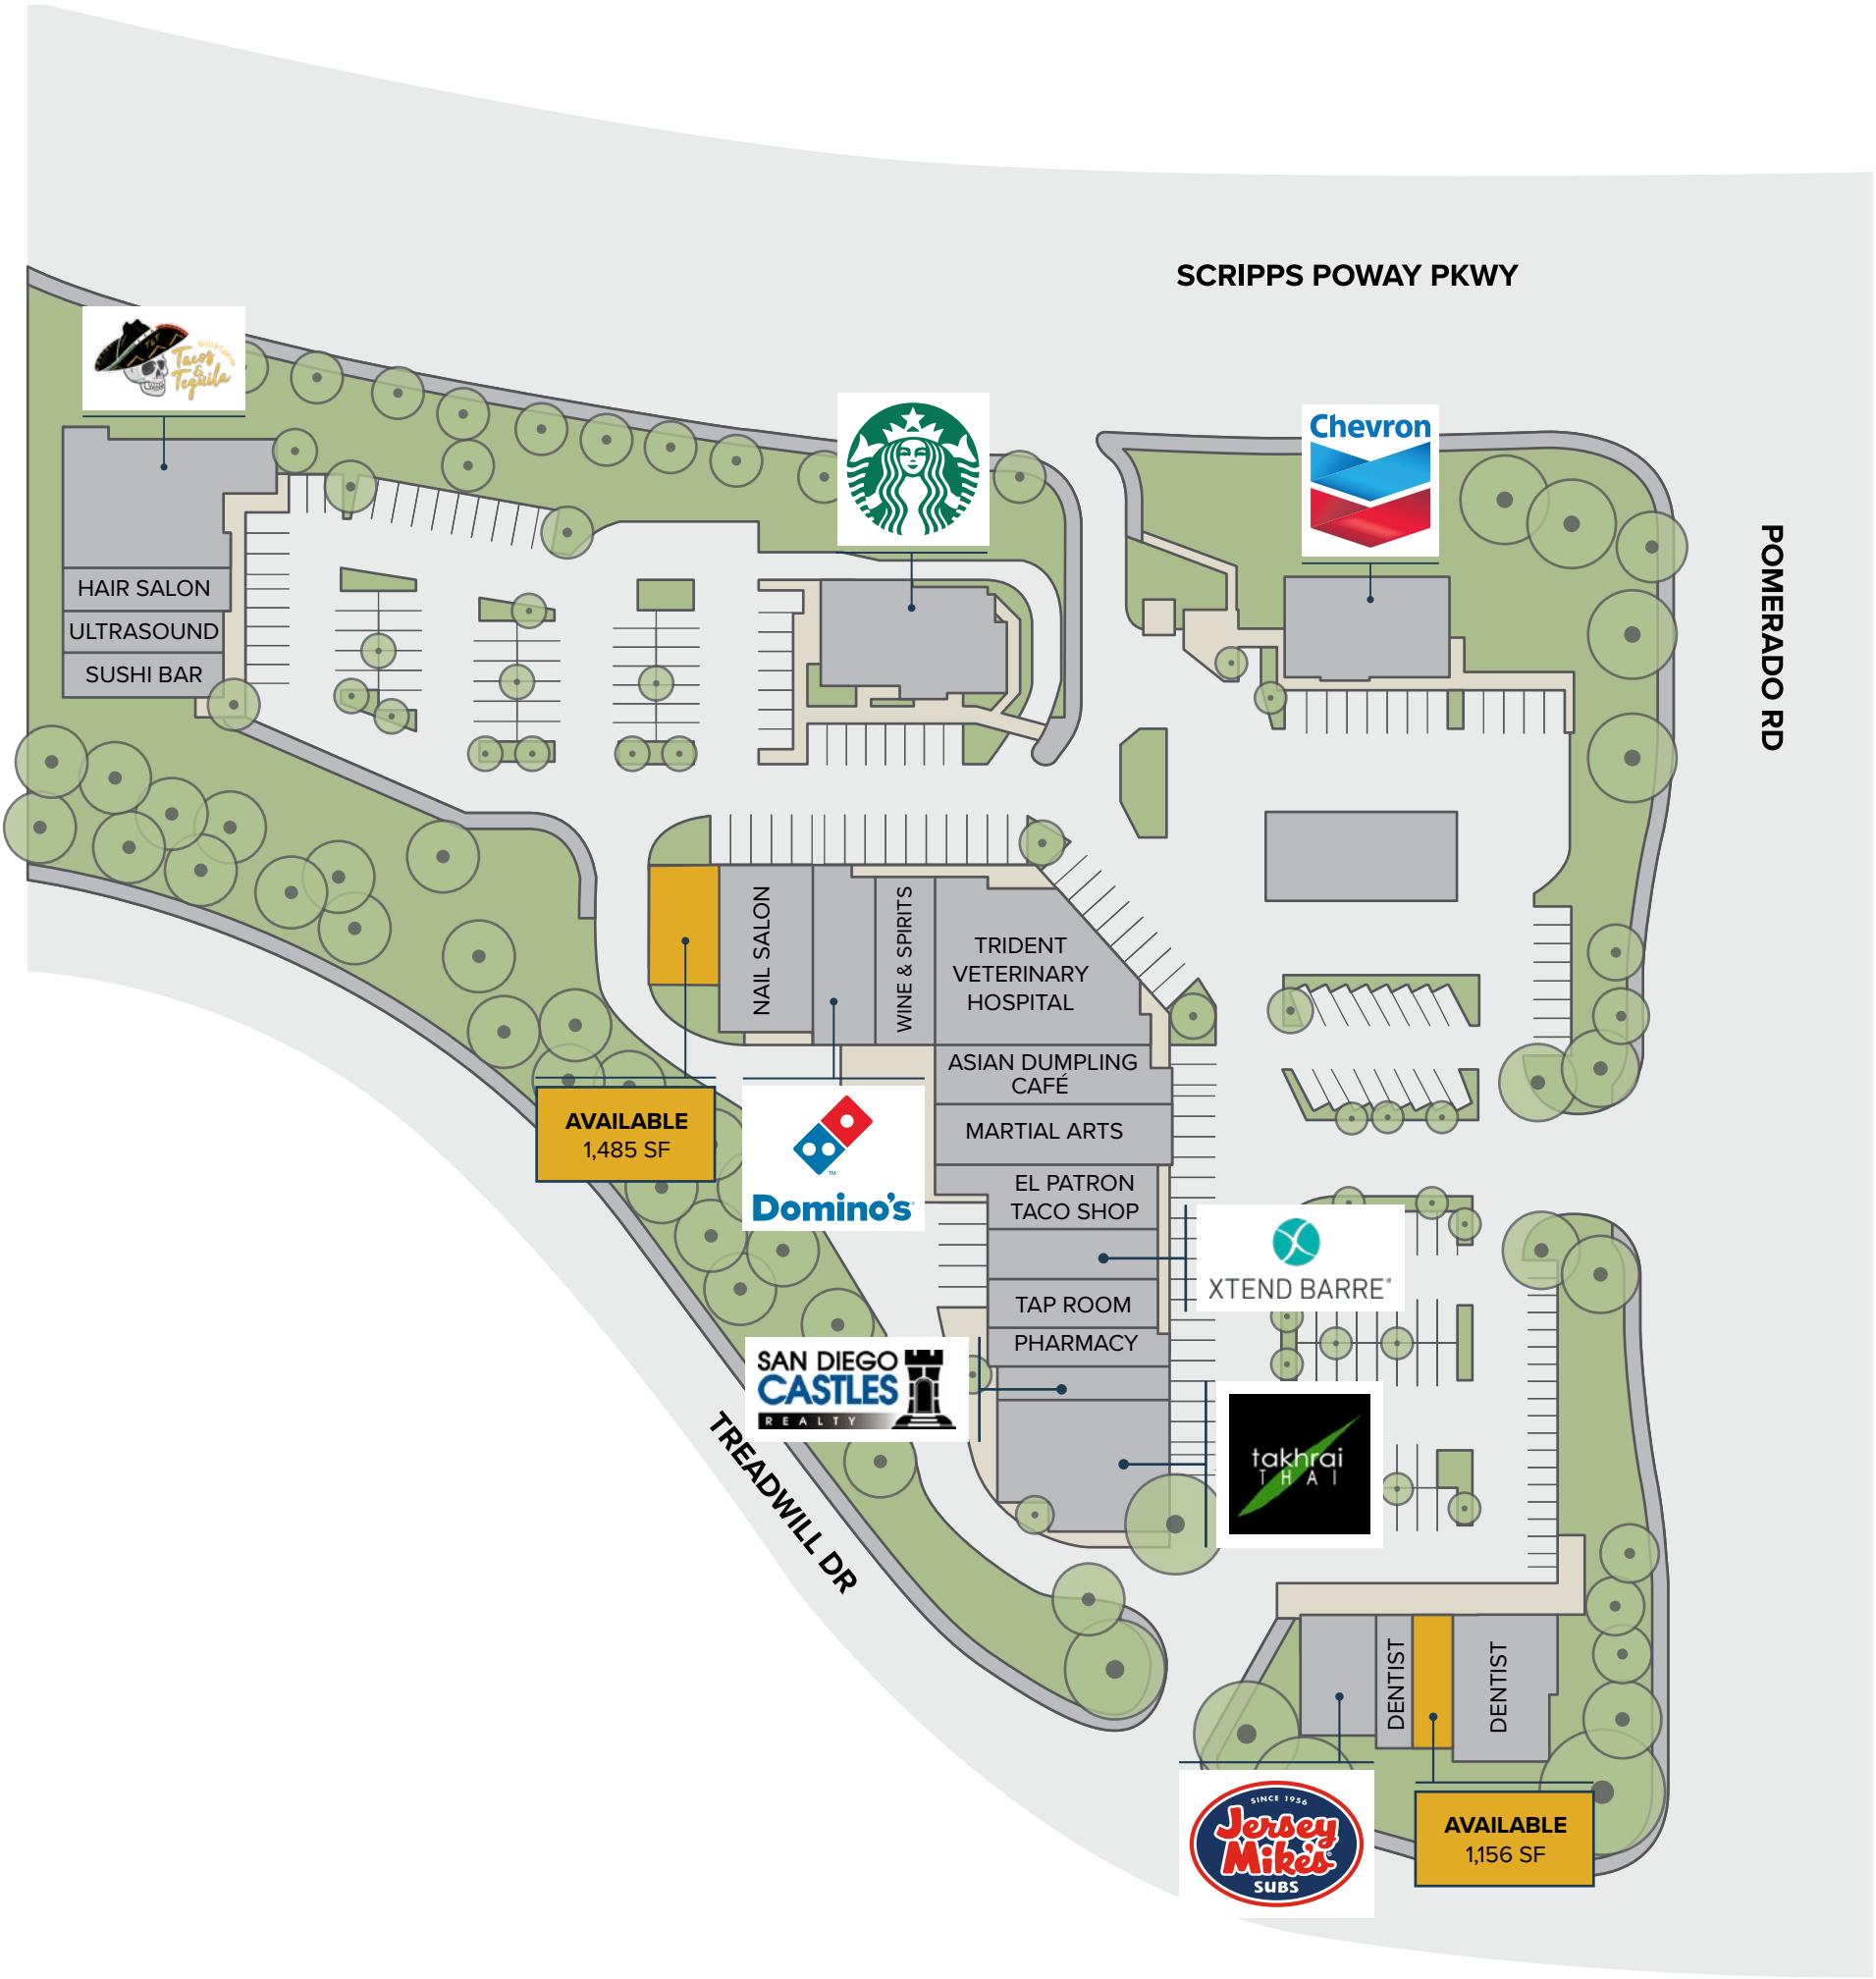 SCRIPPS POWAY PKWY
POMERADO RD
Tacos
&
Tequila
HAIR SALON
ULTRASOUND
SUSHI BAR
Chevron
NAIL SALON
WINE & SPIRITS
TRIDENT
VETERINARY
HOSPITAL
ASIAN DUMPLING
CAFÉ
MARTIAL ARTS
EL PATRON
TACO SHOP
AVAILABLE
1,485 SF
Domino's
XTEND BARRE
TAP ROOM
PHARMACY
SAN DIEGO
CASTLES
REALTY
takhrai
THAI
TREADWILL DR
DENTIST
DENTIST
SINCE 1956
Jersey
Mike's
SUBS
AVAILABLE
1,156 SF